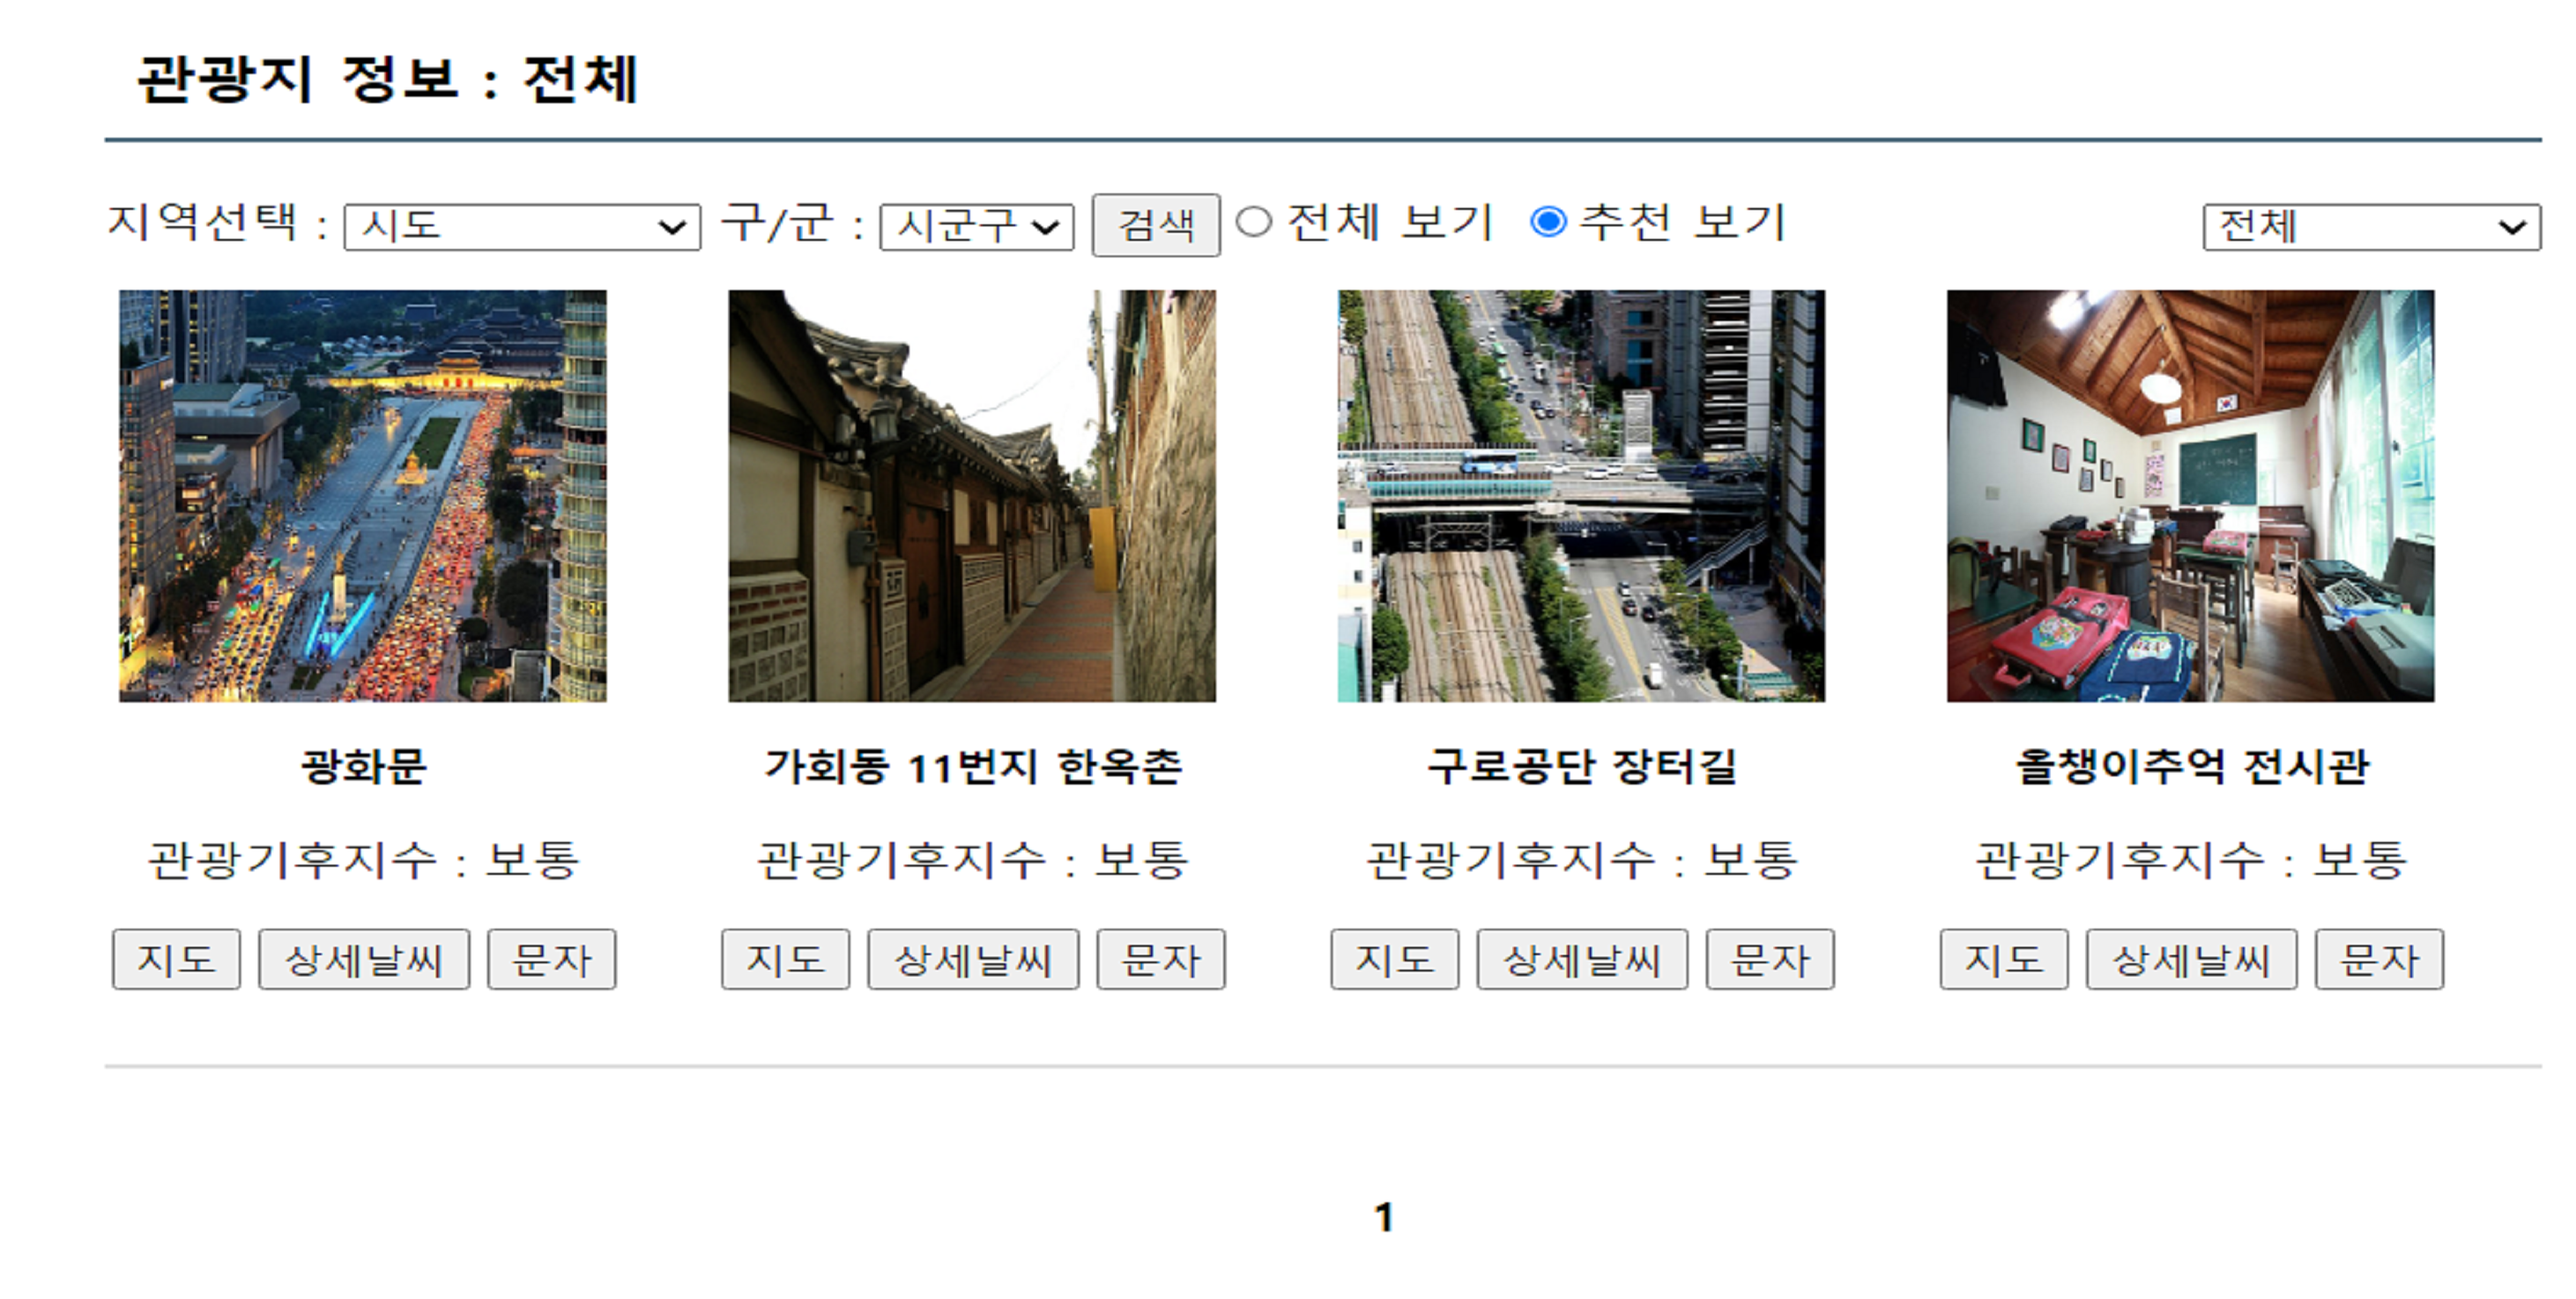 관광지 정보 : 전체
지역선택 : 시도 구/군 : 시군구 검색 전체 보기 추천 보기 전체
광화문 가회동 11번지 한옥촌 구로공단 장터길 올챙이추억 전시관
관광기후지수 : 보통 관광기후지수 : 보통 관광기후지수 : 보통 관광기후지수 : 보통
지도 상세날씨 문자 지도 상세날씨 문자 지도 상세날씨 문자 지도 상세날씨 문자
1